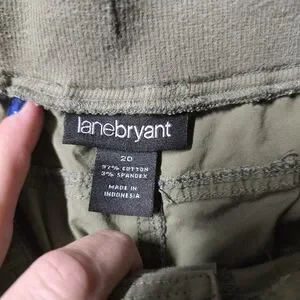 lanebryant
20
97% COTTON
3% SPANDEX
MADE IN
INDONESIA